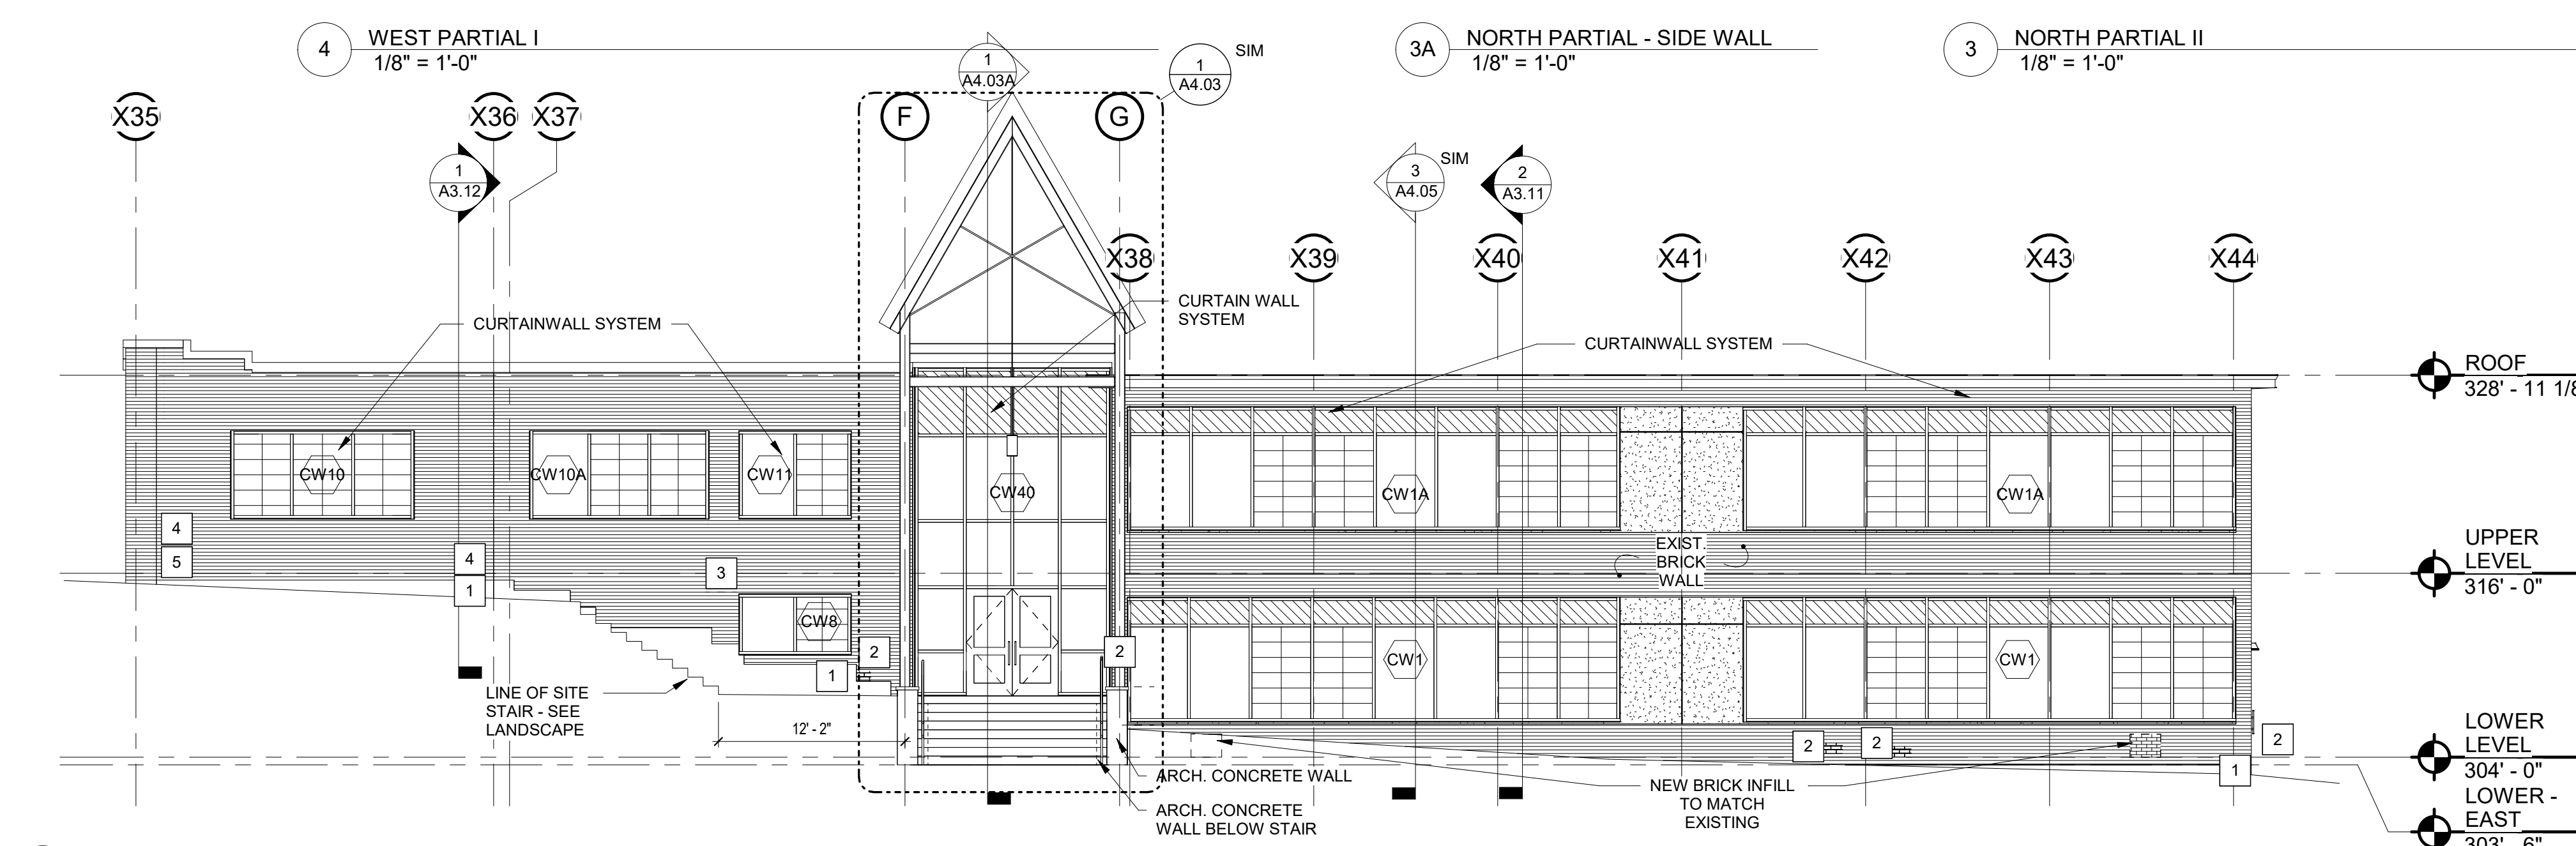 4
WEST PARTIAL I
1/8" = 1'-0"
3A
NORTH PARTIAL - SIDE WALL
1/8" = 1'-0"
3
NORTH PARTIAL II
1/8" = 1'-0"
1
A4.03A
1
A4.03
SIM
X35
X36
X37
F
G
1
A3.12
3
A4.05
SIM
2
A3.11
X38
X39
X40
X41
X42
X43
X44
CURTAINWALL SYSTEM
CURTAIN WALL
SYSTEM
CURTAINWALL SYSTEM
ROOF
328' - 11 1/8
CW10
CW10A
CW11
CW40
CW1A
CW1A
4
5
4
1
3
EXIST.
BRICK
WALL
UPPER
LEVEL
316' - 0"
CW8
2
1
2
CW1
CW1
LINE OF SITE
STAIR - SEE
LANDSCAPE
12' - 2"
2
2
2
1
LOWER
LEVEL
304' - 0"
ARCH. CONCRETE WALL
ARCH. CONCRETE
WALL BELOW STAIR
NEW BRICK INFILL
TO MATCH
EXISTING
LOWER -
EAST
303' - 6"